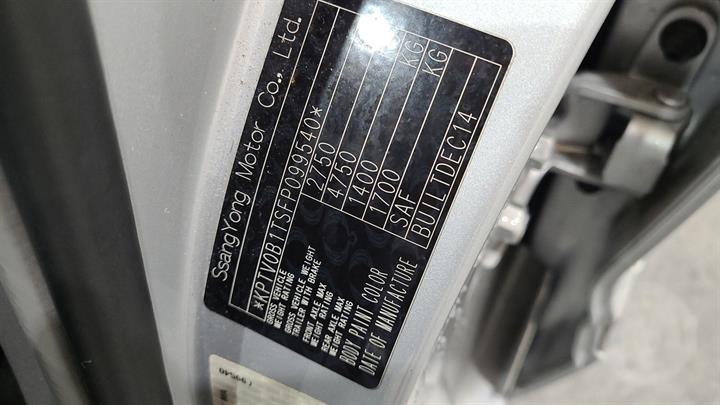 SsangYong Motor Co., Ltd.
*KPTV0B1TSFP099540*
GROSS VEHICLE WEIGHT RATING 2750 KG
GROSS VEHICLE WEIGHT TRAILER WITH BRAKE 4750 KG
FRONT AXLE MAX WEIGHT RATING 1400
REAR AXLE MAX WEIGHT RATING 1700
BODY PAINT COLOR SAF
DATE OF MANUFACTURE BUILTDEC14
99540